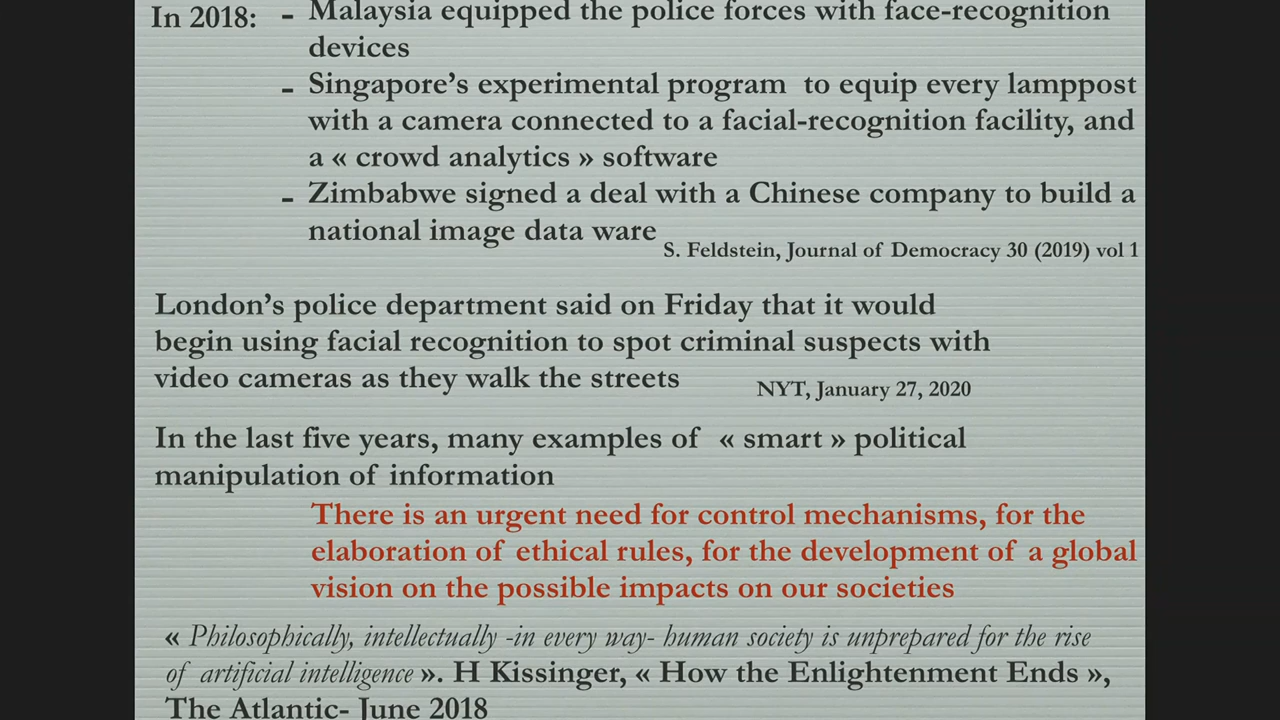 In 2018: - Malaysia equipped the police forces with face-recognition
devices
- Singapore's experimental program to equip every lamppost
with a camera connected to a facial-recognition facility, and
a « crowd analytics » software
- Zimbabwe signed a deal with a Chinese company to build a
national image data ware
S. Feldstein, Journal of Democracy 30 (2019) vol 1
London's police department said on Friday that it would
begin using facial recognition to spot criminal suspects with
video cameras as they walk the streets
NYT, January 27, 2020
In the last five years, many examples of « smart » political
manipulation of information
There is an urgent need for control mechanisms, for the
elaboration of ethical rules, for the development of a global
vision on the possible impacts on our societies
« Philosophically, intellectually -in every way- human society is unprepared for the rise
of artificial intelligence ». H Kissinger, « How the Enlightenment Ends »,
The Atlantic- June 2018